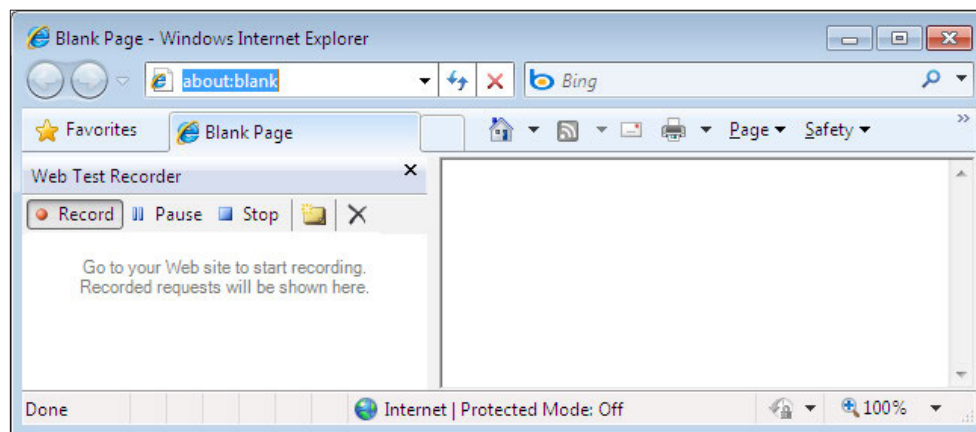 Blank Page - Windows Internet Explorer
about:blank
Bing
Favorites
Blank Page
Page
Safety
»
Web Test Recorder
Record Pause Stop
Go to your Web site to start recording.
Recorded requests will be shown here.
Done
Internet | Protected Mode: Off
100%